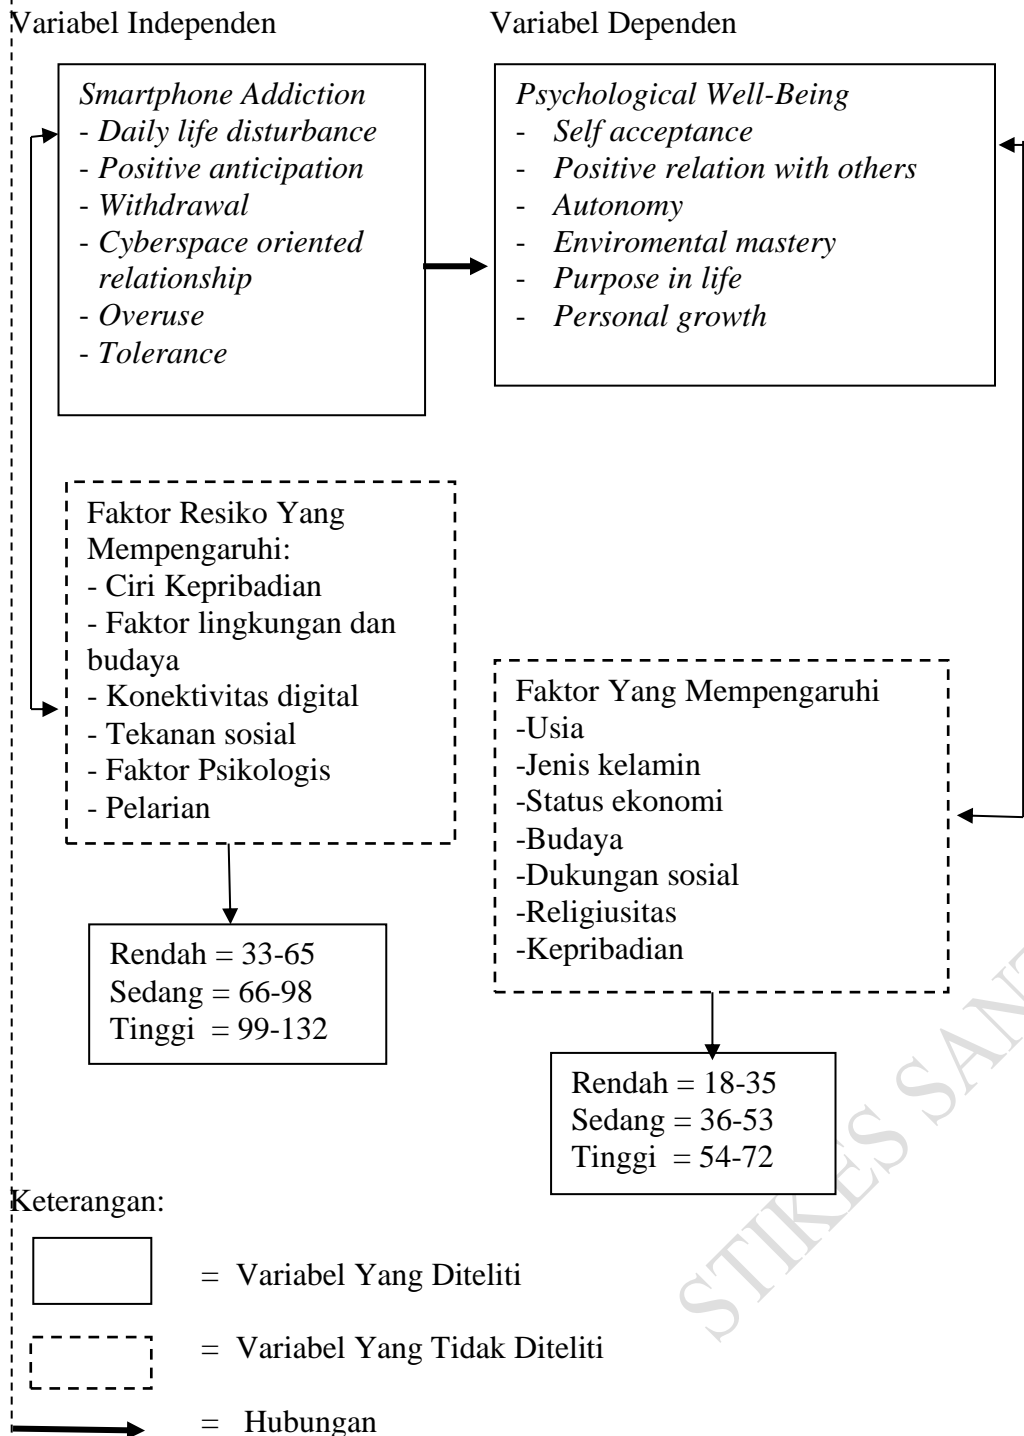 Variabel Independen
Variabel Dependen
Smartphone Addiction
- Daily life disturbance
- Positive anticipation
- Withdrawal
- Cyberspace oriented
relationship
- Overuse
- Tolerance
Psychological Well-Being
- Self acceptance
- Positive relation with others
- Autonomy
- Enviromental mastery
- Purpose in life
- Personal growth
Faktor Resiko Yang
Mempengaruhi:
- Ciri Kepribadian
- Faktor lingkungan dan
budaya
- Konektivitas digital
- Tekanan sosial
- Faktor Psikologis
- Pelarian
Faktor Yang Mempengaruhi
-Usia
-Jenis kelamin
-Status ekonomi
-Budaya
-Dukungan sosial
-Religiusitas
-Kepribadian
Rendah = 33-65
Sedang = 66-98
Tinggi = 99-132
Rendah = 18-35
Sedang = 36-53
Tinggi = 54-72
Keterangan:
= Variabel Yang Diteliti
= Variabel Yang Tidak Diteliti
= Hubungan
STIKES